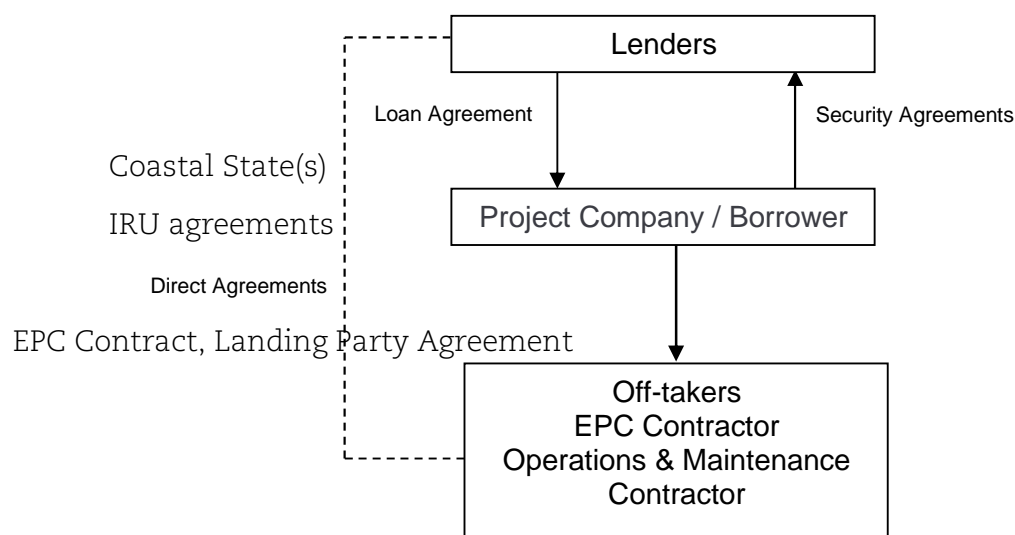 Lenders
Loan Agreement
Security Agreements
Coastal State(s)
Project Company / Borrower
IRU agreements
Direct Agreements
EPC Contract, Landing Party Agreement
Off-takers
EPC Contractor
Operations & Maintenance
Contractor